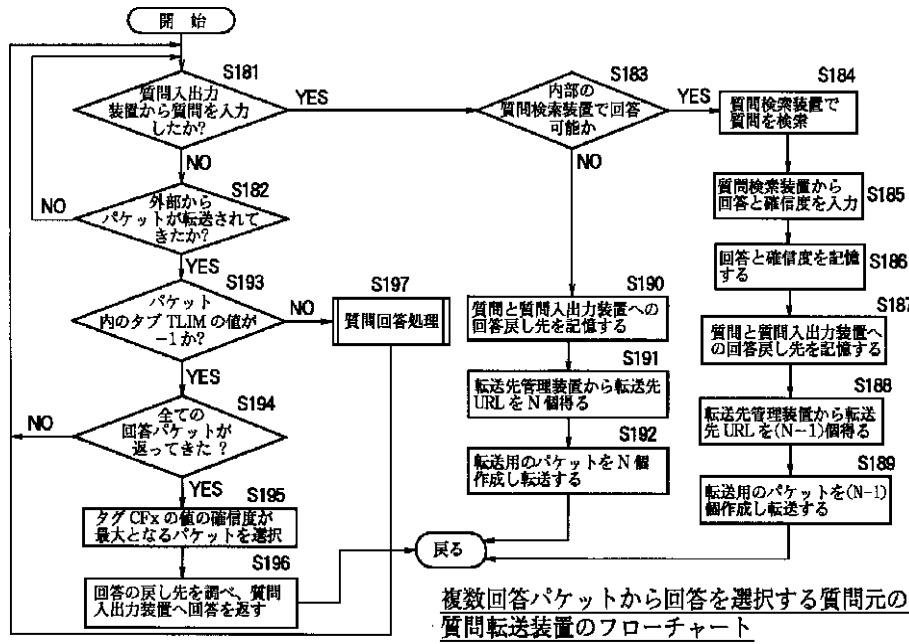 開 始
S181
質問入出力
装置から質問を入力
したか?
YES
NO
S182
外部から
パケットが転送されて
きたか?
NO
YES
S193
パケット
内のタブ TLIM の値が
−1か?
NO
YES
S197
質問回答処理
S194
全ての
回答パケットが
返ってきた?
NO
YES
S195
タグ CFx の値の確信度が
最大となるパケットを選択
S196
回答の戻し先を調べ、質問
入出力装置へ回答を返す
S183
内部の
質問検索装置で回答
可能か
YES
NO
S184
質問検索装置で
質問を検索
S185
質問検索装置から
回答と確信度を入力
S186
回答と確信度を記憶
する
S187
質問と質問入出力装置へ
の回答戻し先を記憶する
S188
転送先管理装置から転送
先 URL を(N−1)個得る
S189
転送用のパケットを(N-1)
個作成し転送する
S190
質問と質問入出力装置への
回答戻し先を記憶する
S191
転送先管理装置から転送先
URL を N 個得る
S192
転送用のパケットを N 個
作成し転送する
戻る
複数回答パケットから回答を選択する質問元の
質問転送装置のフローチャート